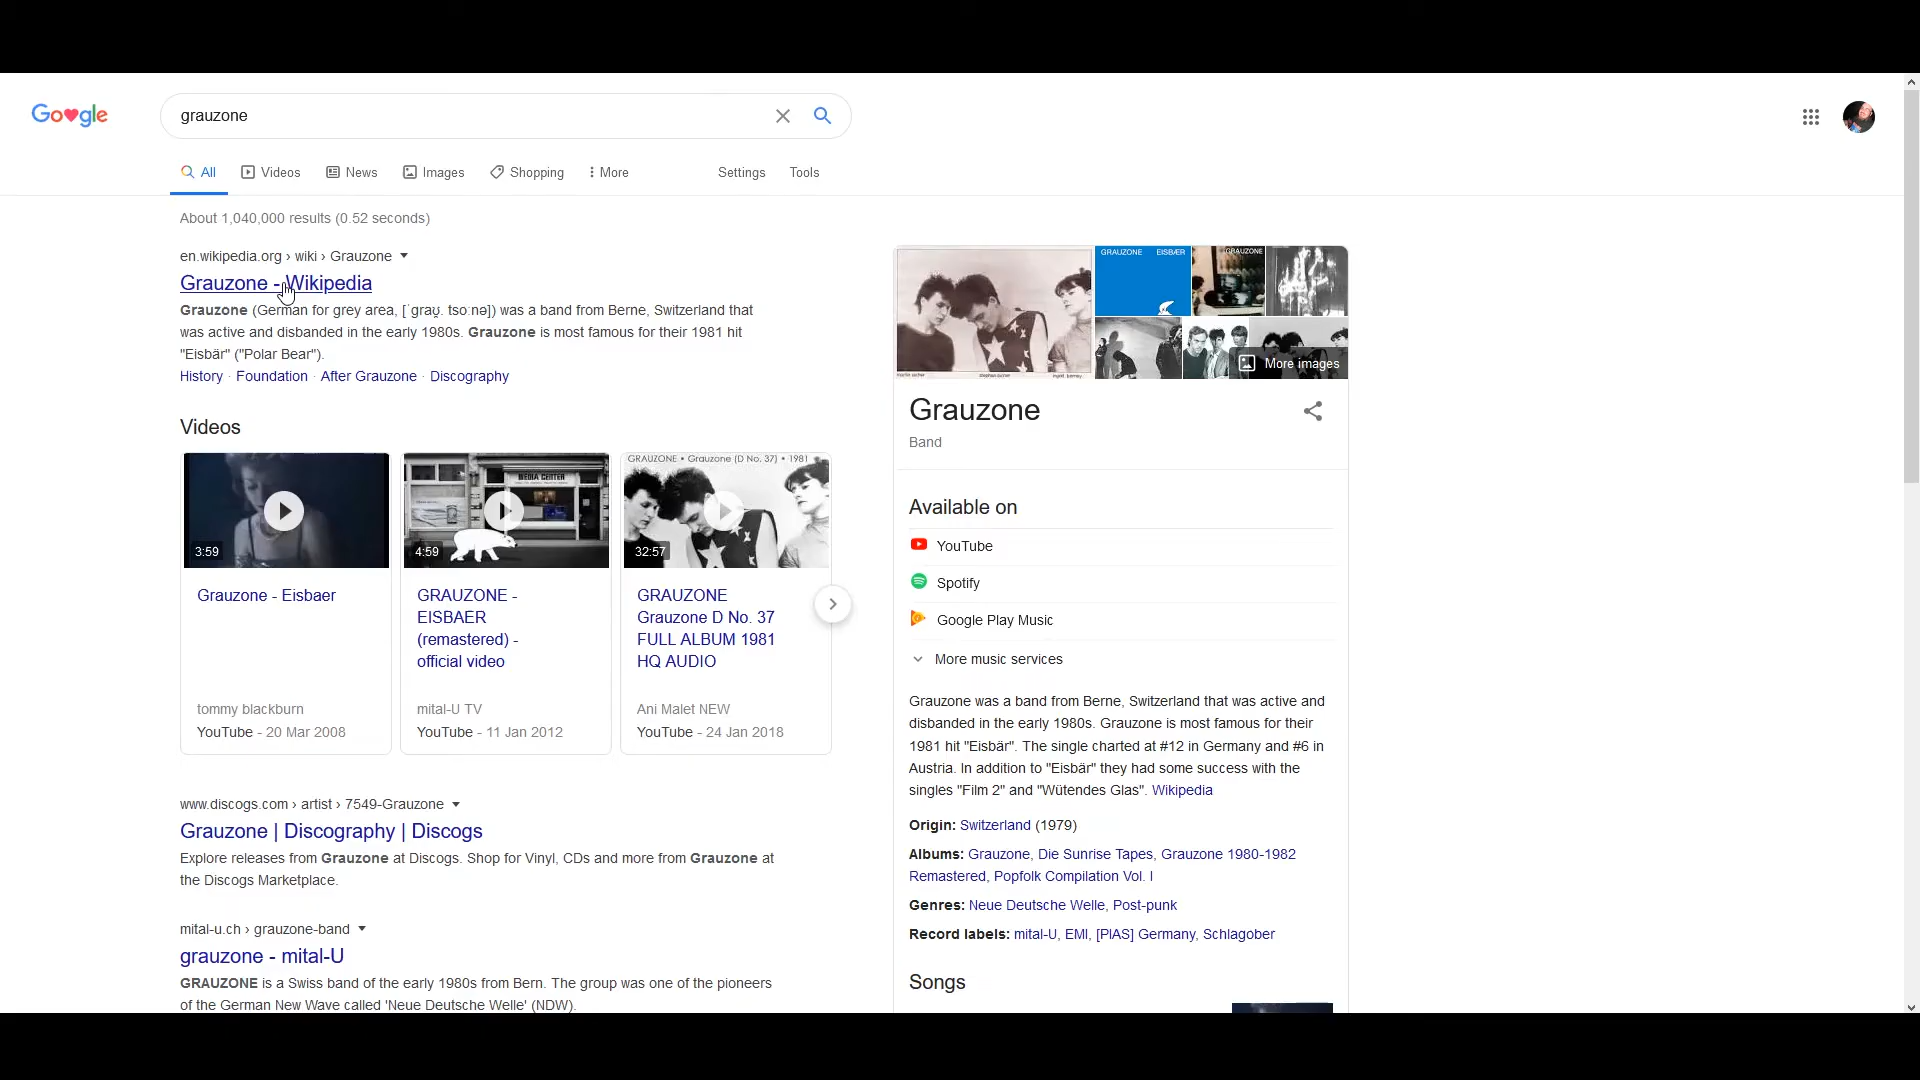 Google
grauzone
All
Videos
News
Images
Shopping
More
Settings
Tools
About 1,040,000 results (0.52 seconds)
en.wikipedia.org › wiki › Grauzone
Grauzone - Wikipedia
Grauzone (German for grey area, [ˈɡraʊ̯. tsoːnə]) was a band from Berne, Switzerland that
was active and disbanded in the early 1980s. Grauzone is most famous for their 1981 hit
"Eisbär" ("Polar Bear").
History · Foundation · After Grauzone · Discography
Videos
MEDIA CENTER
GRAUZONE • Grauzone (D No. 37) • 1981
3:59
4:59
32:57
Grauzone - Eisbaer
tommy blackburn
YouTube - 20 Mar 2008
GRAUZONE -
EISBAER
(remastered) -
official video
mital-U TV
YouTube - 11 Jan 2012
GRAUZONE
Grauzone D No. 37
FULL ALBUM 1981
HQ AUDIO
Ani Malet NEW
YouTube - 24 Jan 2018
www.discogs.com › artist › 7549-Grauzone
Grauzone | Discography | Discogs
Explore releases from Grauzone at Discogs. Shop for Vinyl, CDs and more from Grauzone at
the Discogs Marketplace.
mital-u.ch › grauzone-band
grauzone - mital-U
GRAUZONE is a Swiss band of the early 1980s from Bern. The group was one of the pioneers
of the German New Wave called 'Neue Deutsche Welle' (NDW).
GRAUZONE EISBÆR
GRAUZONE
More images
Grauzone
Band
Available on
YouTube
Spotify
Google Play Music
More music services
Grauzone was a band from Berne, Switzerland that was active and
disbanded in the early 1980s. Grauzone is most famous for their
1981 hit "Eisbär". The single charted at #12 in Germany and #6 in
Austria. In addition to "Eisbär" they had some success with the
singles "Film 2" and "Wütendes Glas". Wikipedia
Origin: Switzerland (1979)
Albums: Grauzone, Die Sunrise Tapes, Grauzone 1980-1982
Remastered, Popfolk Compilation Vol. I
Genres: Neue Deutsche Welle, Post-punk
Record labels: mital-U, EMI, [PIAS] Germany, Schlagober
Songs